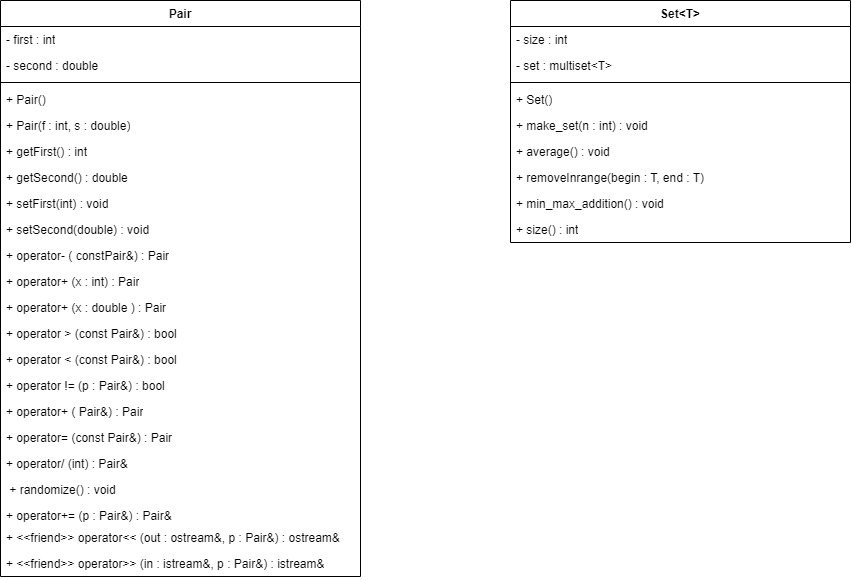 Pair
- first : int
- second : double
+ Pair()
+ Pair(f : int, s : double)
+ getFirst() : int
+ getSecond() : double
+ setFirst(int) : void
+ setSecond(double) : void
+ operator- ( constPair&) : Pair
+ operator+ (x : int) : Pair
+ operator+ (x : double ) : Pair
+ operator > (const Pair&) : bool
+ operator < (const Pair&) : bool
+ operator != (p : Pair&) : bool
+ operator+ ( Pair&) : Pair
+ operator= (const Pair&) : Pair
+ operator/ (int) : Pair&
+ randomize() : void
+ operator+= (p : Pair&) : Pair&
+ <<friend>> operator<< (out : ostream&, p : Pair&) : ostream&
+ <<friend>> operator>> (in : istream&, p : Pair&) : istream&
Set<T>
- size : int
- set : multiset<T>
+ Set()
+ make_set(n : int) : void
+ average() : void
+ removeInrange(begin : T, end : T)
+ min_max_addition() : void
+ size() : int